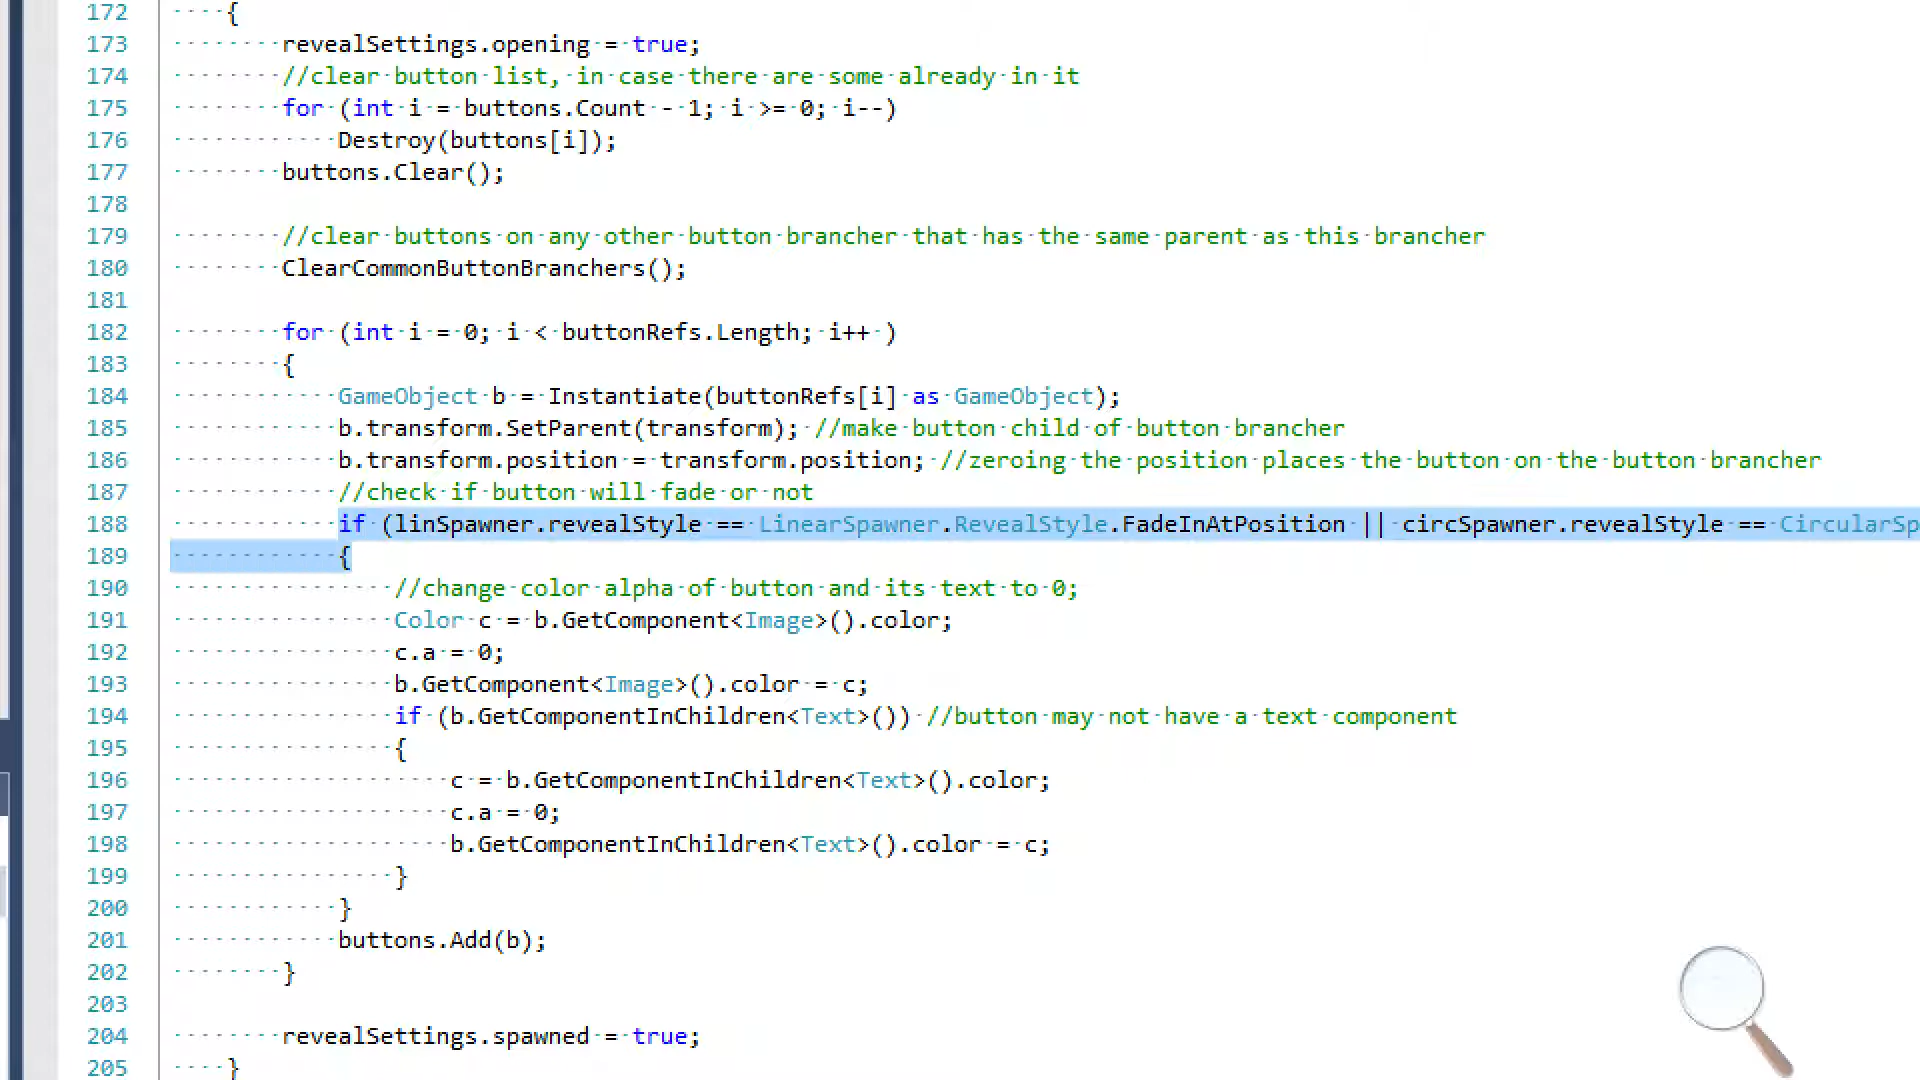 172 {
173 revealSettings.opening = true;
174 //clear button list, in case there are some already in it
175 for (int i = buttons.Count - 1; i >= 0; i--)
176 Destroy(buttons[i]);
177 buttons.Clear();
178
179 //clear buttons on any other button brancher that has the same parent as this brancher
180 ClearCommonButtonBranchers();
181
182 for (int i = 0; i < buttonRefs.Length; i++ )
183 {
184 GameObject b = Instantiate(buttonRefs[i] as GameObject);
185 b.transform.SetParent(transform); //make button child of button brancher
186 b.transform.position = transform.position; //zeroing the position places the button on the button brancher
187 //check if button will fade or not
188 if (linSpawner.revealStyle == LinearSpawner.RevealStyle.FadeInAtPosition || circSpawner.revealStyle == CircularSp
189 {
190 //change color alpha of button and its text to 0;
191 Color c = b.GetComponent<Image>().color;
192 c.a = 0;
193 b.GetComponent<Image>().color = c;
194 if (b.GetComponentInChildren<Text>()) //button may not have a text component
195 {
196 c = b.GetComponentInChildren<Text>().color;
197 c.a = 0;
198 b.GetComponentInChildren<Text>().color = c;
199 }
200 }
201 buttons.Add(b);
202 }
203
204 revealSettings.spawned = true;
205 }